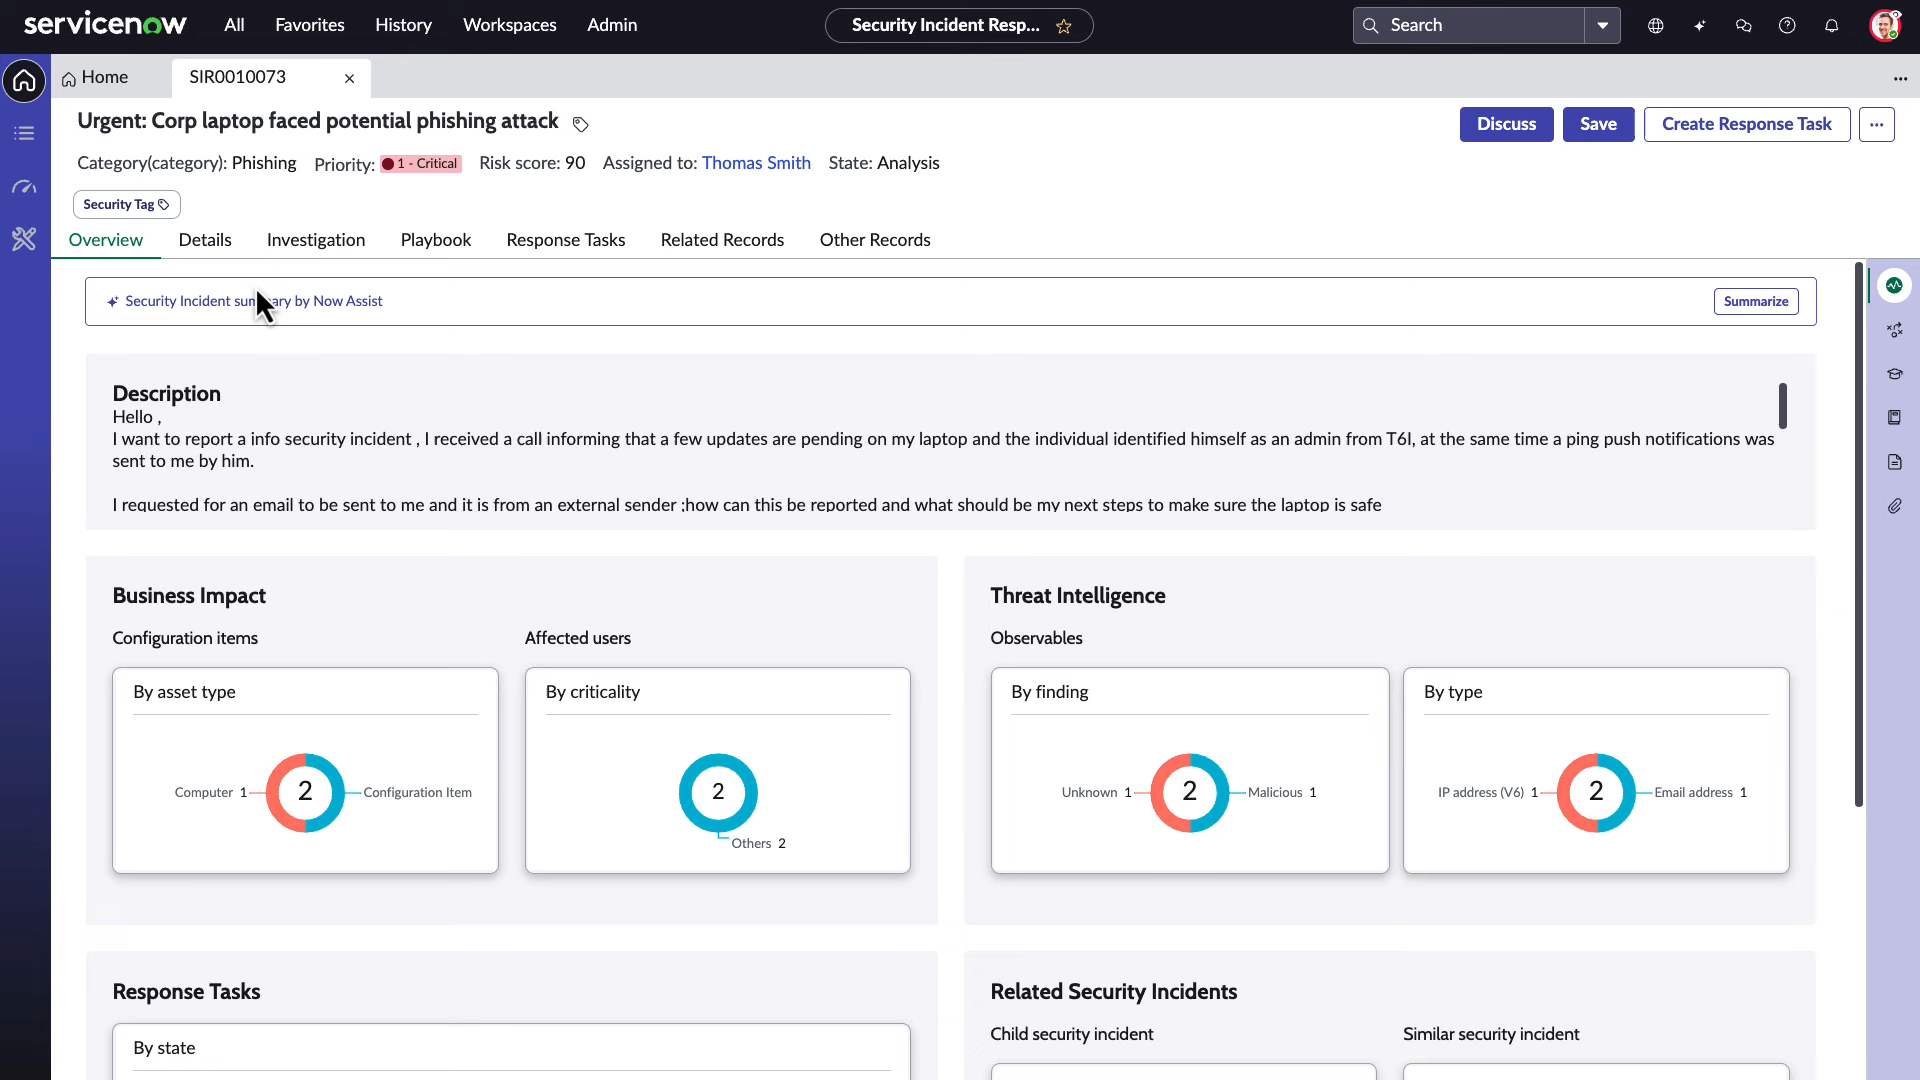 servicenow
All
Favorites
History
Workspaces
Admin
Security Incident Resp...
Search
Home
SIR0010073
Urgent: Corp laptop faced potential phishing attack
Discuss
Save
Create Response Task
Category(category): Phishing
Priority: 1 - Critical
Risk score: 90
Assigned to: Thomas Smith
State: Analysis
Security Tag
Overview
Details
Investigation
Playbook
Response Tasks
Related Records
Other Records
Security Incident summary by Now Assist
Summarize
Description
Hello ,
I want to report a info security incident , I received a call informing that a few updates are pending on my laptop and the individual identified himself as an admin from T6I, at the same time a ping push notifications was
sent to me by him.
I requested for an email to be sent to me and it is from an external sender ;how can this be reported and what should be my next steps to make sure the laptop is safe
Business Impact
Configuration items
Affected users
By asset type
Computer 1
2
Configuration Item
By criticality
2
Others 2
Threat Intelligence
Observables
By finding
Unknown 1
2
Malicious 1
By type
IP address (V6) 1
2
Email address 1
Response Tasks
By state
Related Security Incidents
Child security incident
Similar security incident